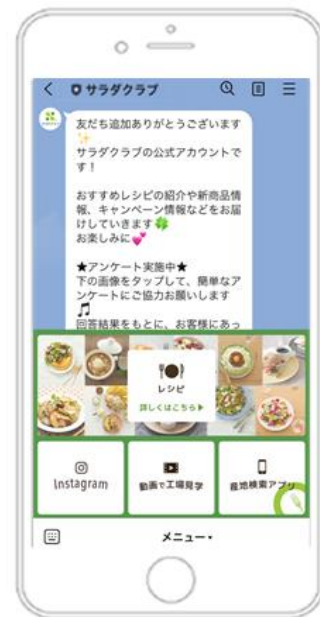 サラダクラブ
友だち追加ありがとうございます
✨
サラダクラブの公式アカウントで
す！
おすすめレシピの紹介や新商品情
報、キャンペーン情報などをお届
けしていきます🍀
お楽しみに💕
★アンケート実施中★
下の画像をタップして、簡単なア
ンケートにご協力お願いします
🎵
回答結果をもとに、お客様にあっ
レシピ
詳しくはこちら▶
Instagram
動画で工場見学
産地検索アプリ
メニュー▾